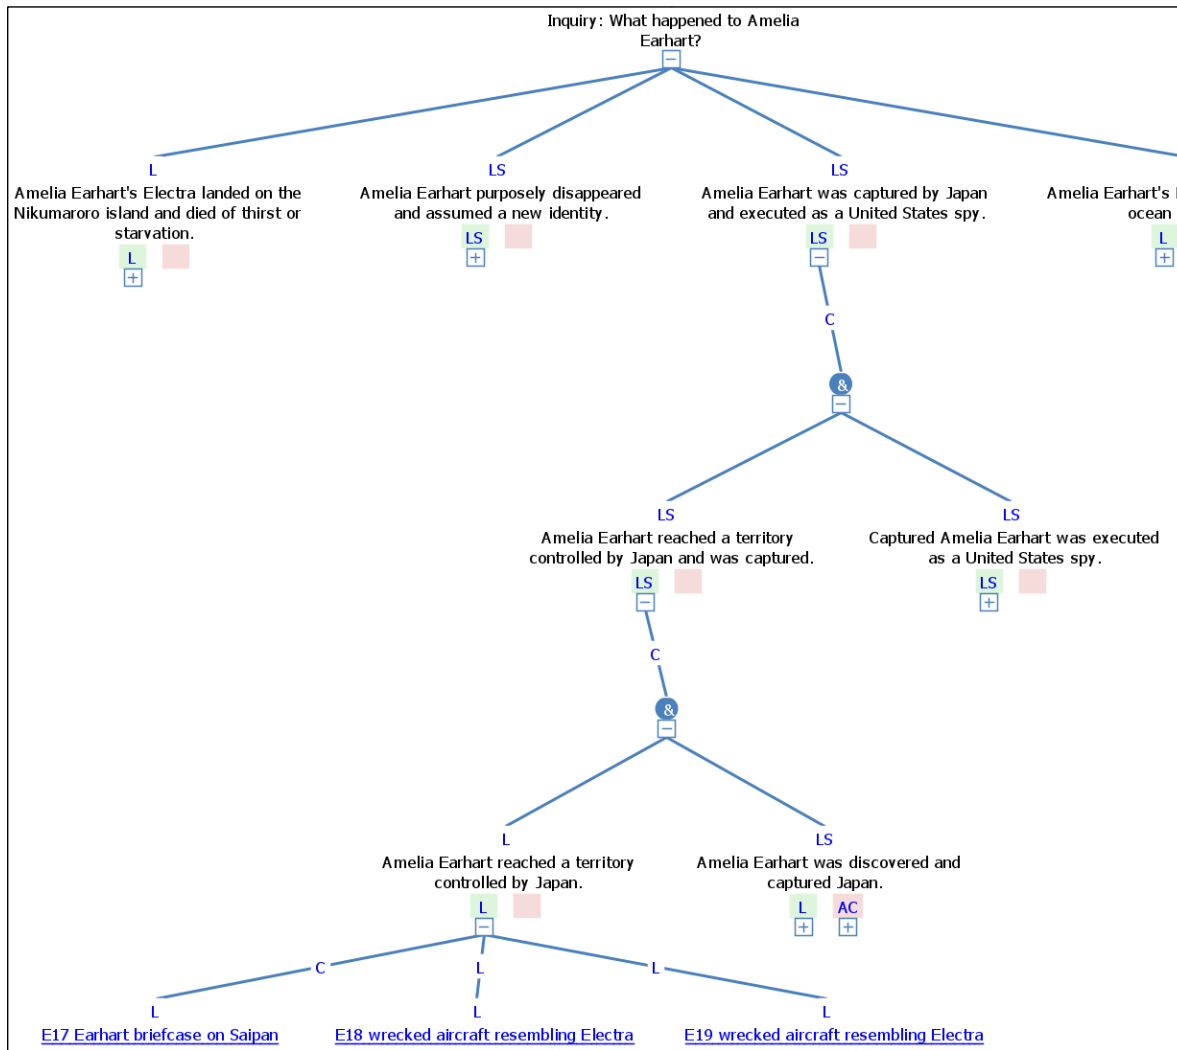 Inquiry: What happened to Amelia
Earhart?
−
L
LS
LS
Amelia Earhart's Electra landed on the
Nikumaroro island and died of thirst or
starvation.
L
+
Amelia Earhart purposely disappeared
and assumed a new identity.
LS
+
Amelia Earhart was captured by Japan
and executed as a United States spy.
LS
−
Amelia Earhart's
ocean
L
+
C
&
−
LS
LS
Amelia Earhart reached a territory
controlled by Japan and was captured.
LS
−
Captured Amelia Earhart was executed
as a United States spy.
LS
+
C
&
−
L
LS
Amelia Earhart reached a territory
controlled by Japan.
L
−
Amelia Earhart was discovered and
captured Japan.
L AC
+ +
C
L
L
L
L
L
E17 Earhart briefcase on Saipan
E18 wrecked aircraft resembling Electra
E19 wrecked aircraft resembling Electra